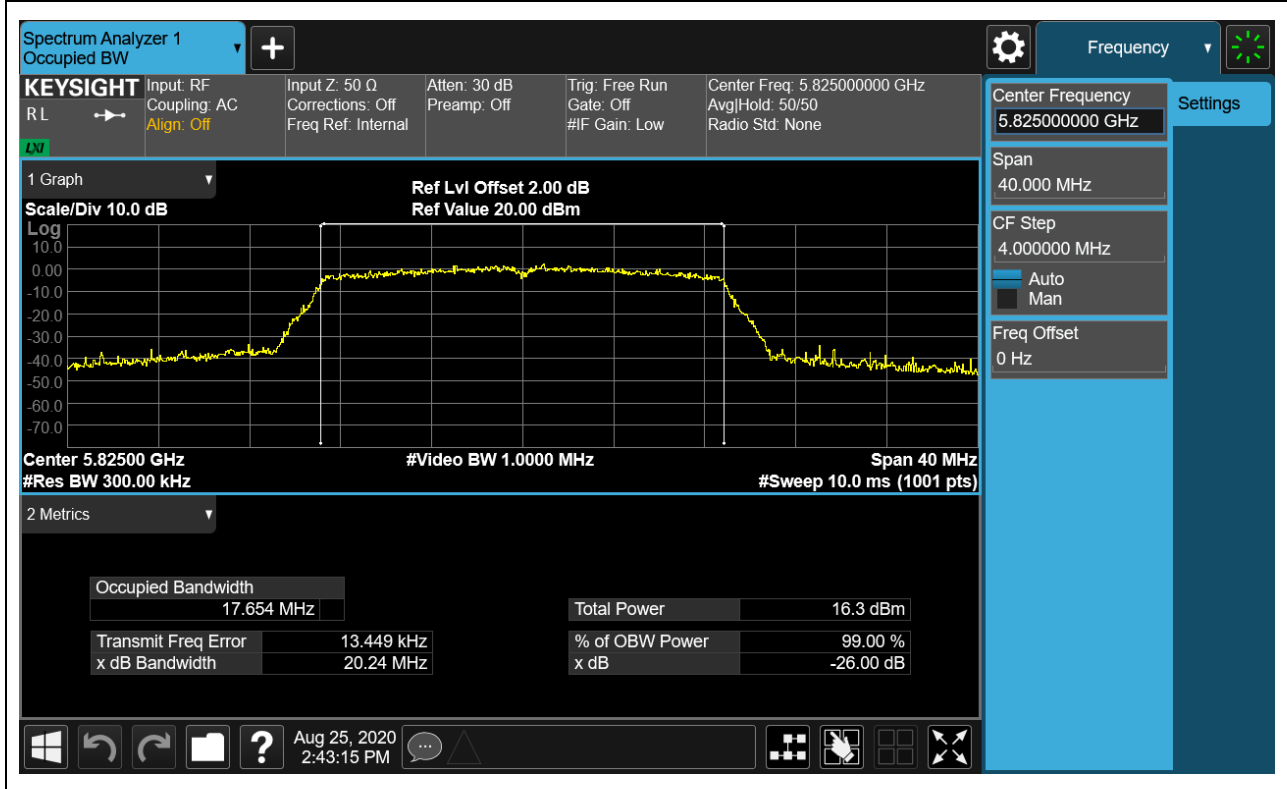 Spectrum Analyzer 1
Occupied BW
Frequency
KEYSIGHT
R L
LXI
Input: RF
Coupling: AC
Align: Off
Input Z: 50 Ω
Corrections: Off
Freq Ref: Internal
Atten: 30 dB
Preamp: Off
Trig: Free Run
Gate: Off
#IF Gain: Low
Center Freq: 5.825000000 GHz
Avg|Hold: 50/50
Radio Std: None
Center Frequency
5.825000000 GHz
Settings
Span
40.000 MHz
CF Step
4.000000 MHz
Auto
Man
Freq Offset
0 Hz
1 Graph
Scale/Div 10.0 dB
Ref Lvl Offset 2.00 dB
Ref Value 20.00 dBm
Log
10.0
0.00
-10.0
-20.0
-30.0
-40.0
-50.0
-60.0
-70.0
Center 5.82500 GHz
#Res BW 300.00 kHz
#Video BW 1.0000 MHz
Span 40 MHz
#Sweep 10.0 ms (1001 pts)
2 Metrics
Occupied Bandwidth
17.654 MHz
Total Power 16.3 dBm
Transmit Freq Error 13.449 kHz
% of OBW Power 99.00 %
x dB Bandwidth 20.24 MHz
x dB -26.00 dB
?
Aug 25, 2020
2:43:15 PM